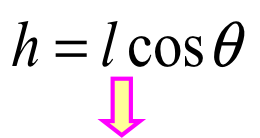 h = l cos θ